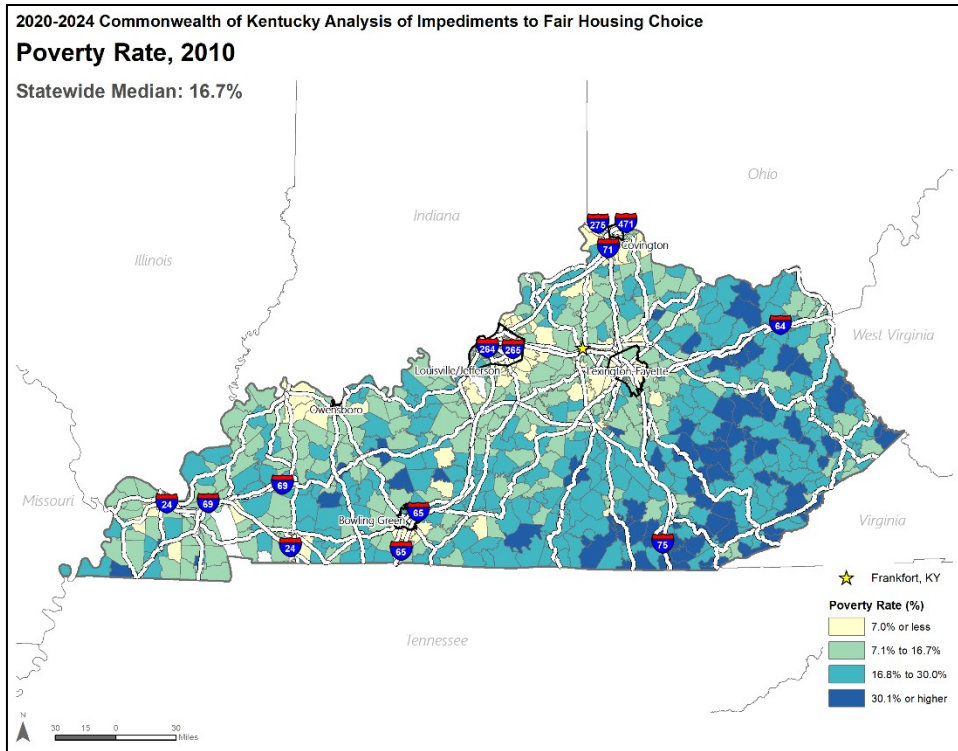 2020-2024 Commonwealth of Kentucky Analysis of Impediments to Fair Housing Choice
Poverty Rate, 2010
Statewide Median: 16.7%
Ohio
Indiana
275
471
71
Covington
Illinois
64
West Virginia
264
265
Louisville/Jefferson
Lexington-Fayette
Owensboro
69
Missouri
24
69
65
Bowling Green
Virginia
24
65
75
Frankfort, KY
Poverty Rate (%)
7.0% or less
7.1% to 16.7%
16.8% to 30.0%
30.1% or higher
Tennessee
N
30 15 0 30
Miles